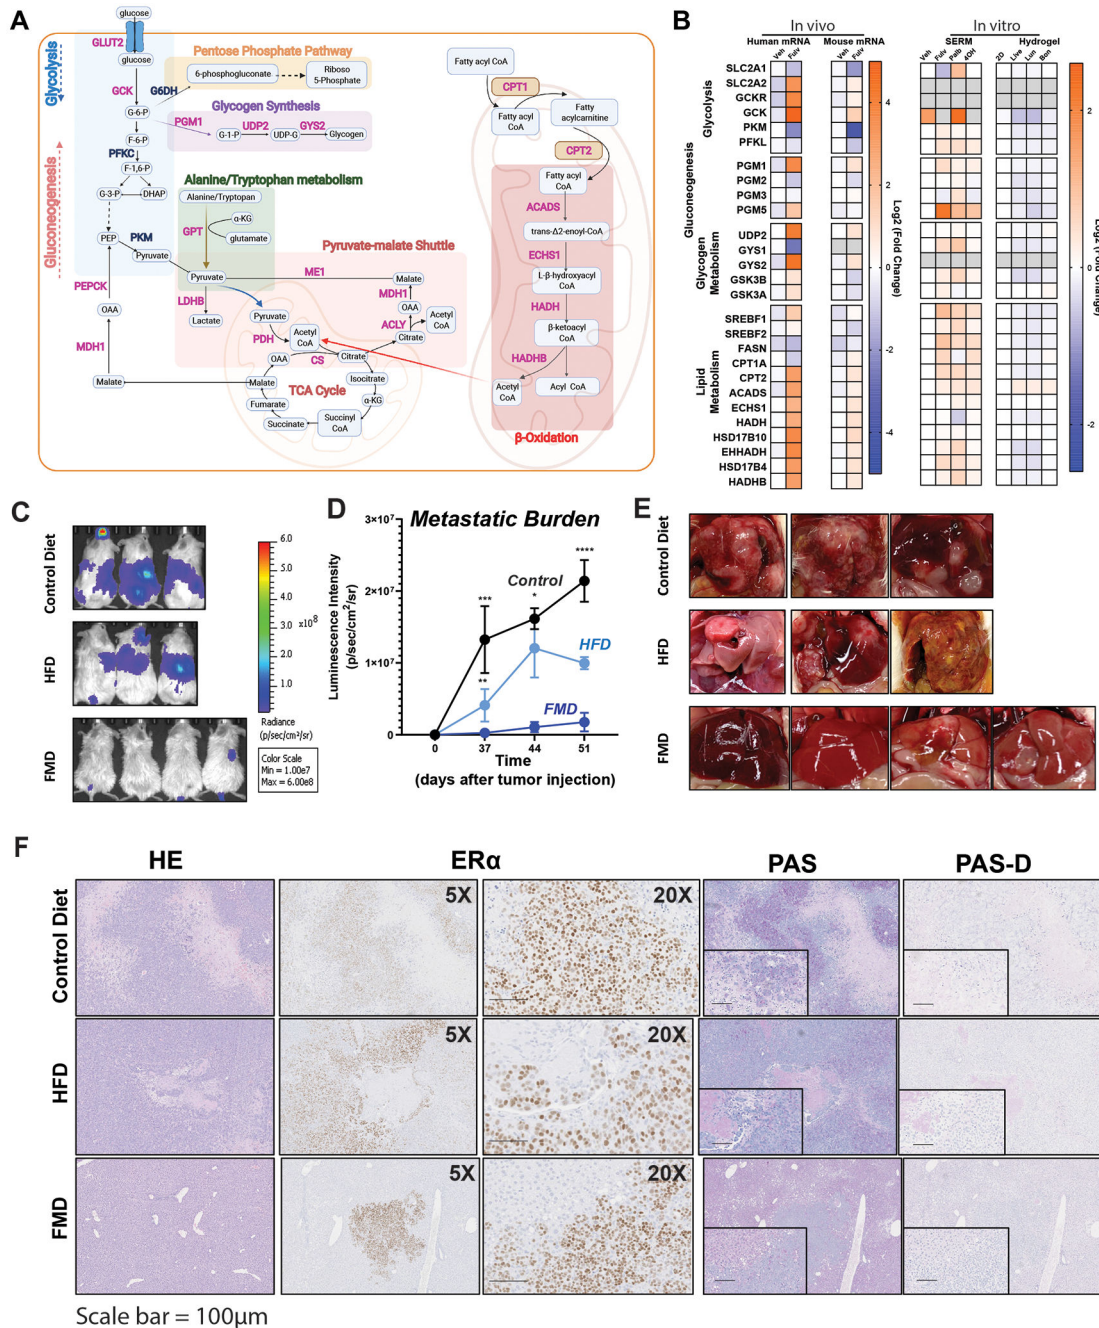 A
glucose
GLUT2
glucose
Glycolysis
Gluconeogenesis
GCK
G6DH
Pentose Phosphate Pathway
6-phosphogluconate
Riboso
5-Phosphate
G-6-P
Glycogen Synthesis
PGM1
G-1-P
UDP2
UDP-G
GYS2
Glycogen
F-6-P
PFKC
F-1,6-P
G-3-P
DHAP
Alanine/Tryptophan metabolism
Alanine/Tryptopan
α-KG
GPT
glutamate
PEP
PKM
Pyruvate
Pyruvate
Pyruvate-malate Shuttle
ME1
Malate
MDH1
OAA
ACLY
Acetyl
CoA
Citrate
PEPCK
OAA
MDH1
Malate
LDHB
Lactate
Pyruvate
PDH
Acetyl
CoA
CS
Citrate
OAA
Malate
TCA Cycle
Isocitrate
α-KG
Succinyl
CoA
Succinate
Fumarate
Fatty acyl CoA
CPT1
Fatty acyl
CoA
Fatty
acylcarnitine
CPT2
Fatty acyl
CoA
ACADS
trans-Δ2-enoyl-CoA
ECHS1
L-β-hydroxyacyl
CoA
HADH
β-ketoacyl
CoA
HADHB
Acetyl
CoA
Acyl CoA
β-Oxidation
B
In vivo
In vitro
Human mRNA
Mouse mRNA
SERM
Hydrogel
Veh
Fulv
Veh
Fulv
Veh
Fulv
Palb
4OH
2D
Live
Lun
Bon
Glycolysis
SLC2A1
SLC2A2
GCKR
GCK
PKM
PFKL
Gluconeogenesis
PGM1
PGM2
PGM3
PGM5
Glycogen
Metabolism
UDP2
GYS1
GYS2
GSK3B
GSK3A
Lipid
Metabolism
SREBF1
SREBF2
FASN
CPT1A
CPT2
ACADS
ECHS1
HADH
HSD17B10
EHHADH
HSD17B4
HADHB
4
2
0
-2
-4
Log2 (Fold Change)
2
0
-2
Log2 (Fold Change)
C
Control Diet
HFD
FMD
6.0
5.0
4.0
3.0
2.0
1.0
x10⁸
Radiance
(p/sec/cm²/sr)
Color Scale
Min = 1.00e7
Max = 6.00e8
D
Metastatic Burden
Luminescence Intensity
(p/sec/cm²/sr)
3×10⁷
2×10⁷
1×10⁷
0
Control
HFD
FMD
***
**
*
****
0
37
44
51
Time
(days after tumor injection)
E
Control Diet
HFD
FMD
F
HE
ERα
PAS
PAS-D
Control Diet
5X
20X
HFD
5X
20X
FMD
5X
20X
Scale bar = 100μm